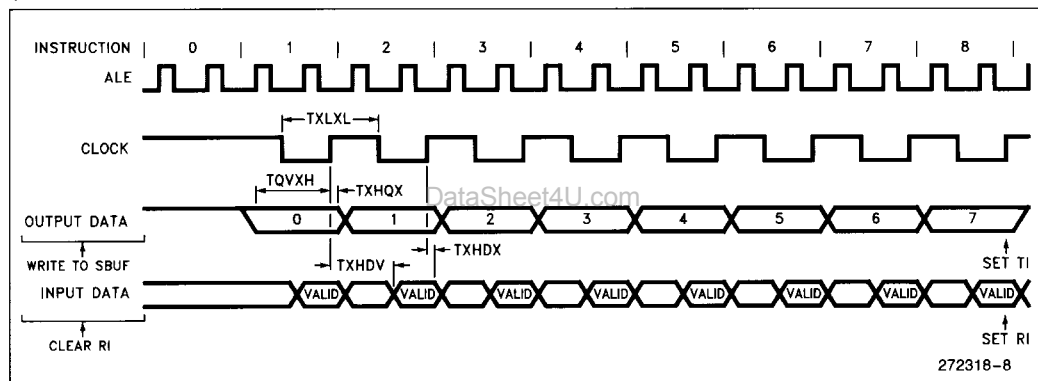 INSTRUCTION | 0 | 1 | 2 | 3 | 4 | 5 | 6 | 7 | 8 |
ALE
TXLXL
CLOCK
TQVXH
TXHQX
DataSheet4U.com
OUTPUT DATA 0 1 2 3 4 5 6 7
WRITE TO SBUF
TXHDV
TXHDX
SET TI
INPUT DATA VALID VALID VALID VALID VALID VALID VALID VALID
CLEAR RI
SET RI
272318-8